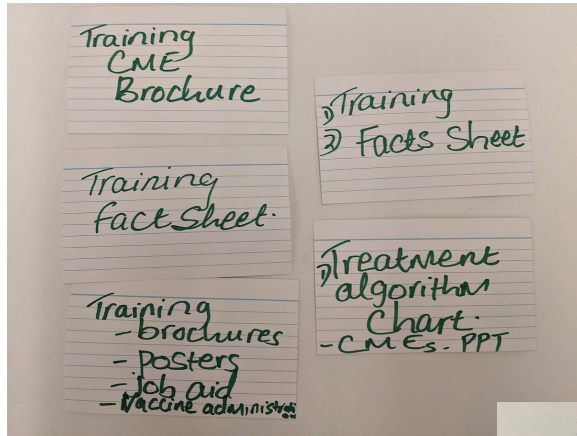 Training
CME
Brochure
Training
fact Sheet.
Training
- brochures
- posters
- job aid
- Vaccine administration
1) Training
2) Facts Sheet
1) Treatment
algorithm
Chart.
- CMEs - PPT